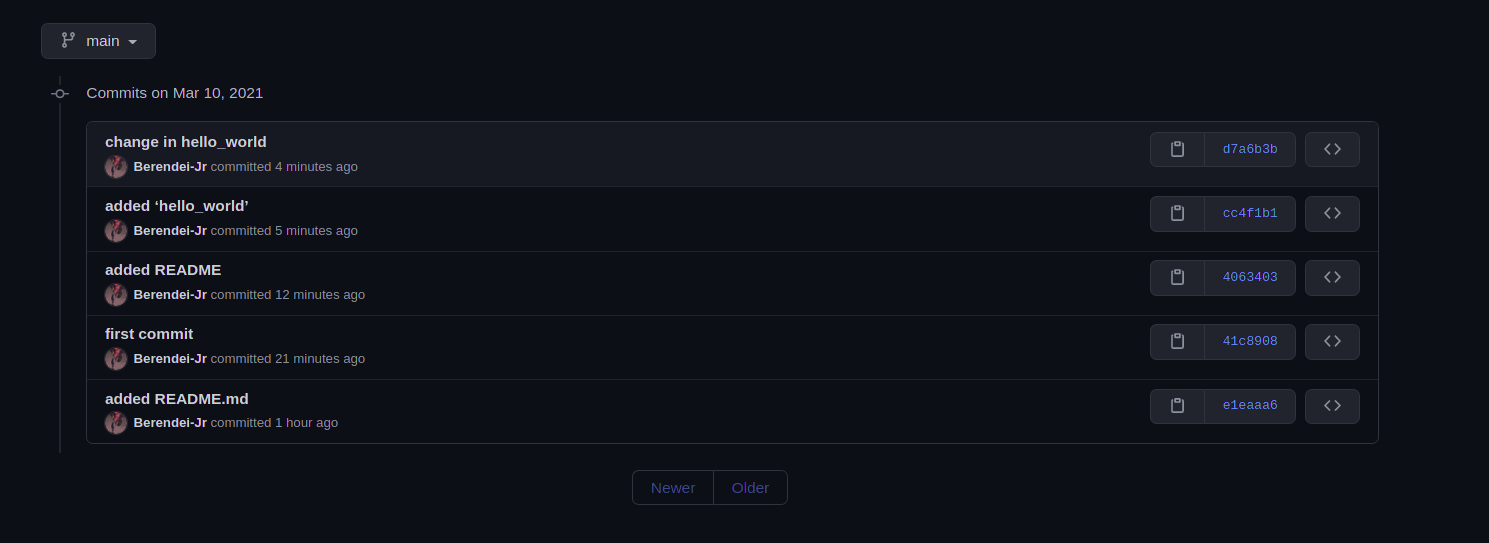 main
Commits on Mar 10, 2021
change in hello_world
Berendei-Jr committed 4 minutes ago
d7a6b3b
added ‘hello_world’
Berendei-Jr committed 5 minutes ago
cc4f1b1
added README
Berendei-Jr committed 12 minutes ago
4063403
first commit
Berendei-Jr committed 21 minutes ago
41c8908
added README.md
Berendei-Jr committed 1 hour ago
e1eaaa6
Newer Older